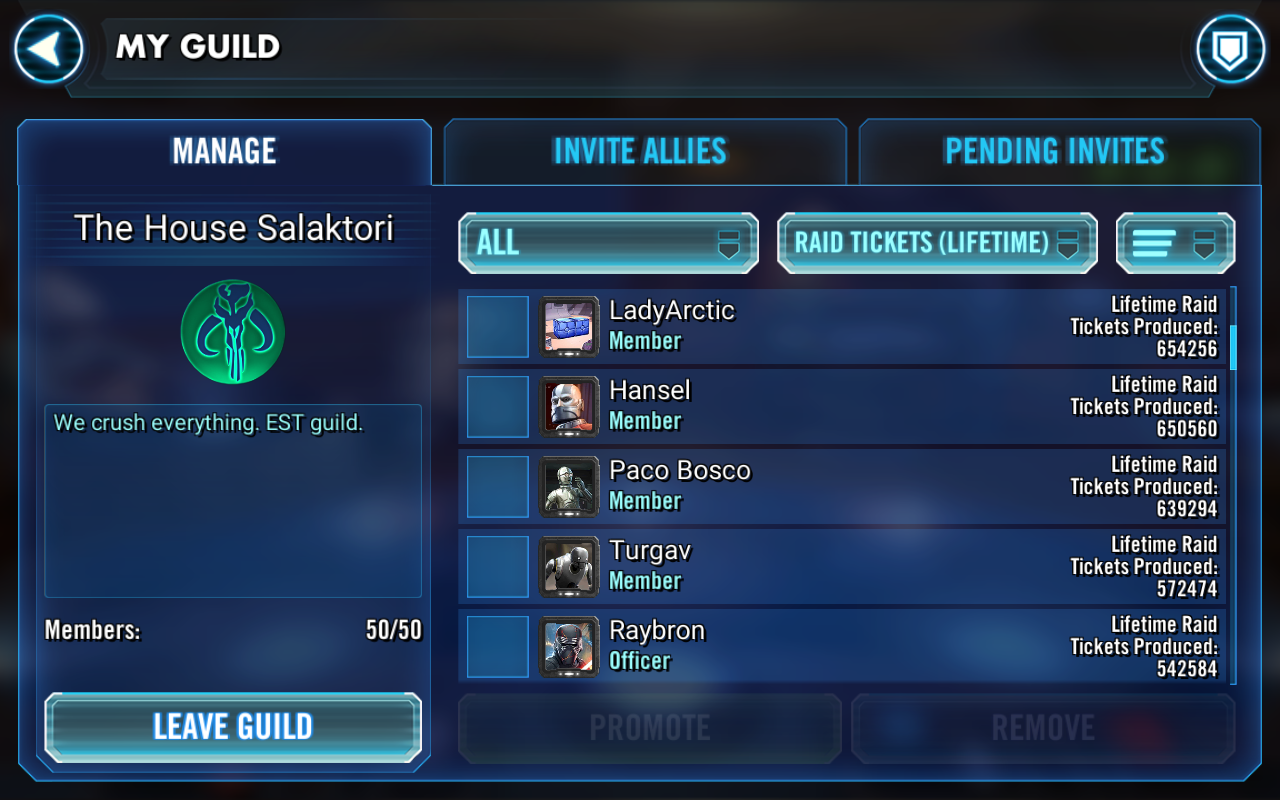 MY GUILD
MANAGE
INVITE ALLIES
PENDING INVITES
The House Salaktori
We crush everything. EST guild.
Members: 50/50
LEAVE GUILD
ALL
RAID TICKETS (LIFETIME)
LadyArctic
Member
Lifetime Raid
Tickets Produced:
654256
Hansel
Member
Lifetime Raid
Tickets Produced:
650560
Paco Bosco
Member
Lifetime Raid
Tickets Produced:
639294
Turgav
Member
Lifetime Raid
Tickets Produced:
572474
Raybron
Officer
Lifetime Raid
Tickets Produced:
542584
PROMOTE
REMOVE